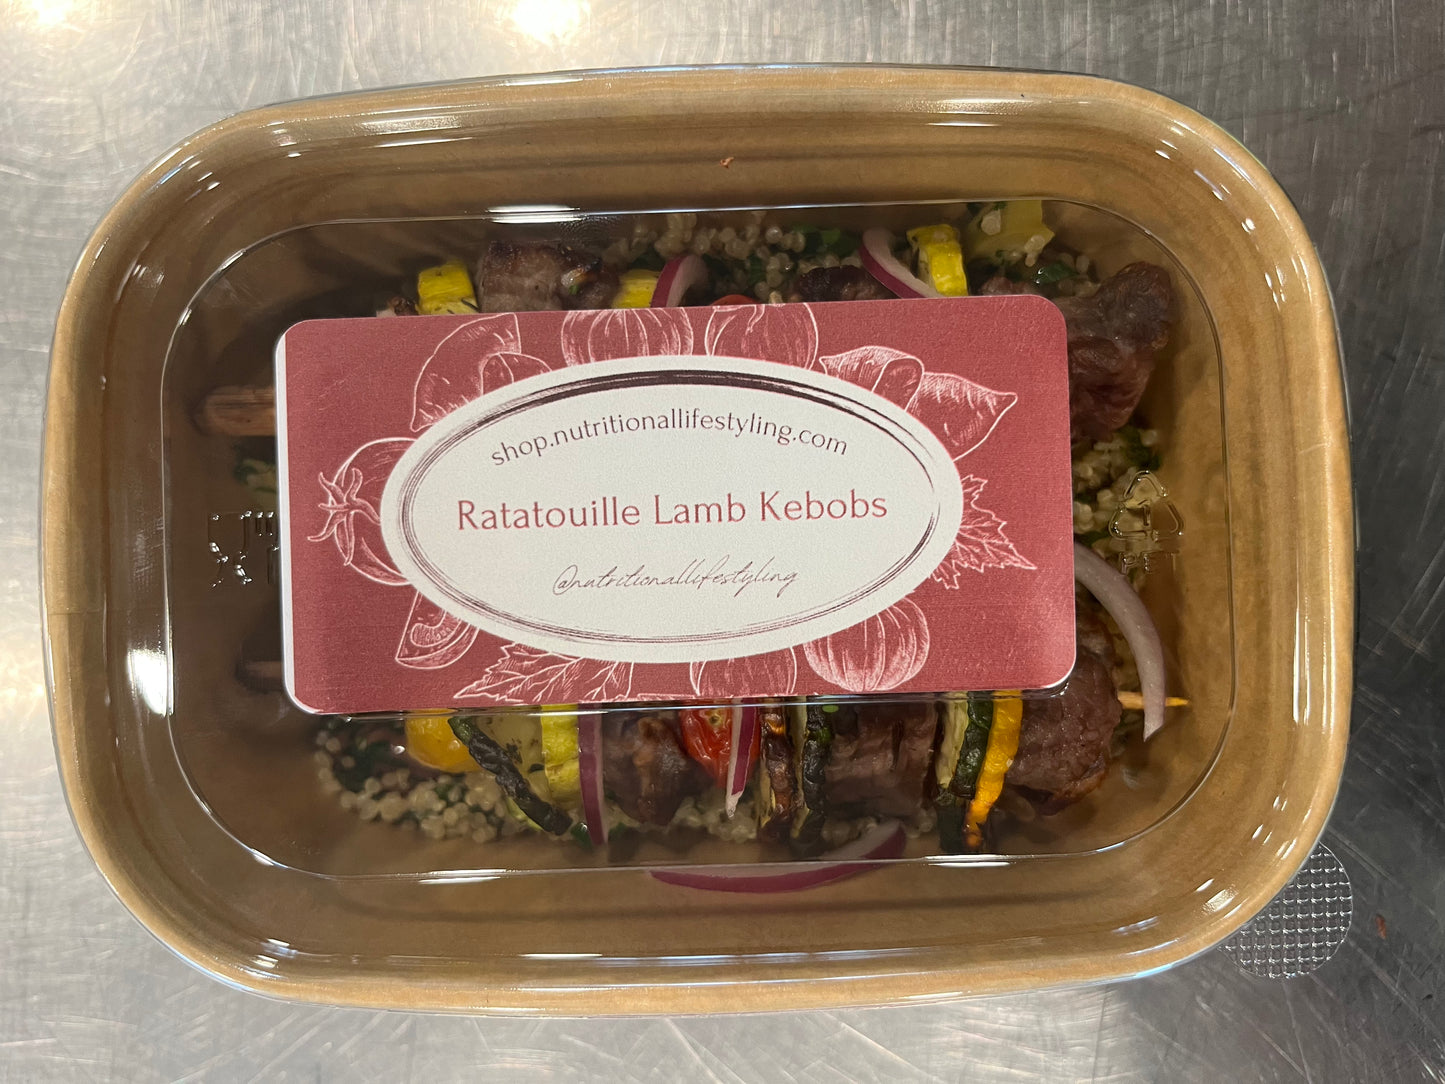 shop.nutritionallifestyling.com
Ratatouille Lamb Kebobs
@nutritionallifestyling